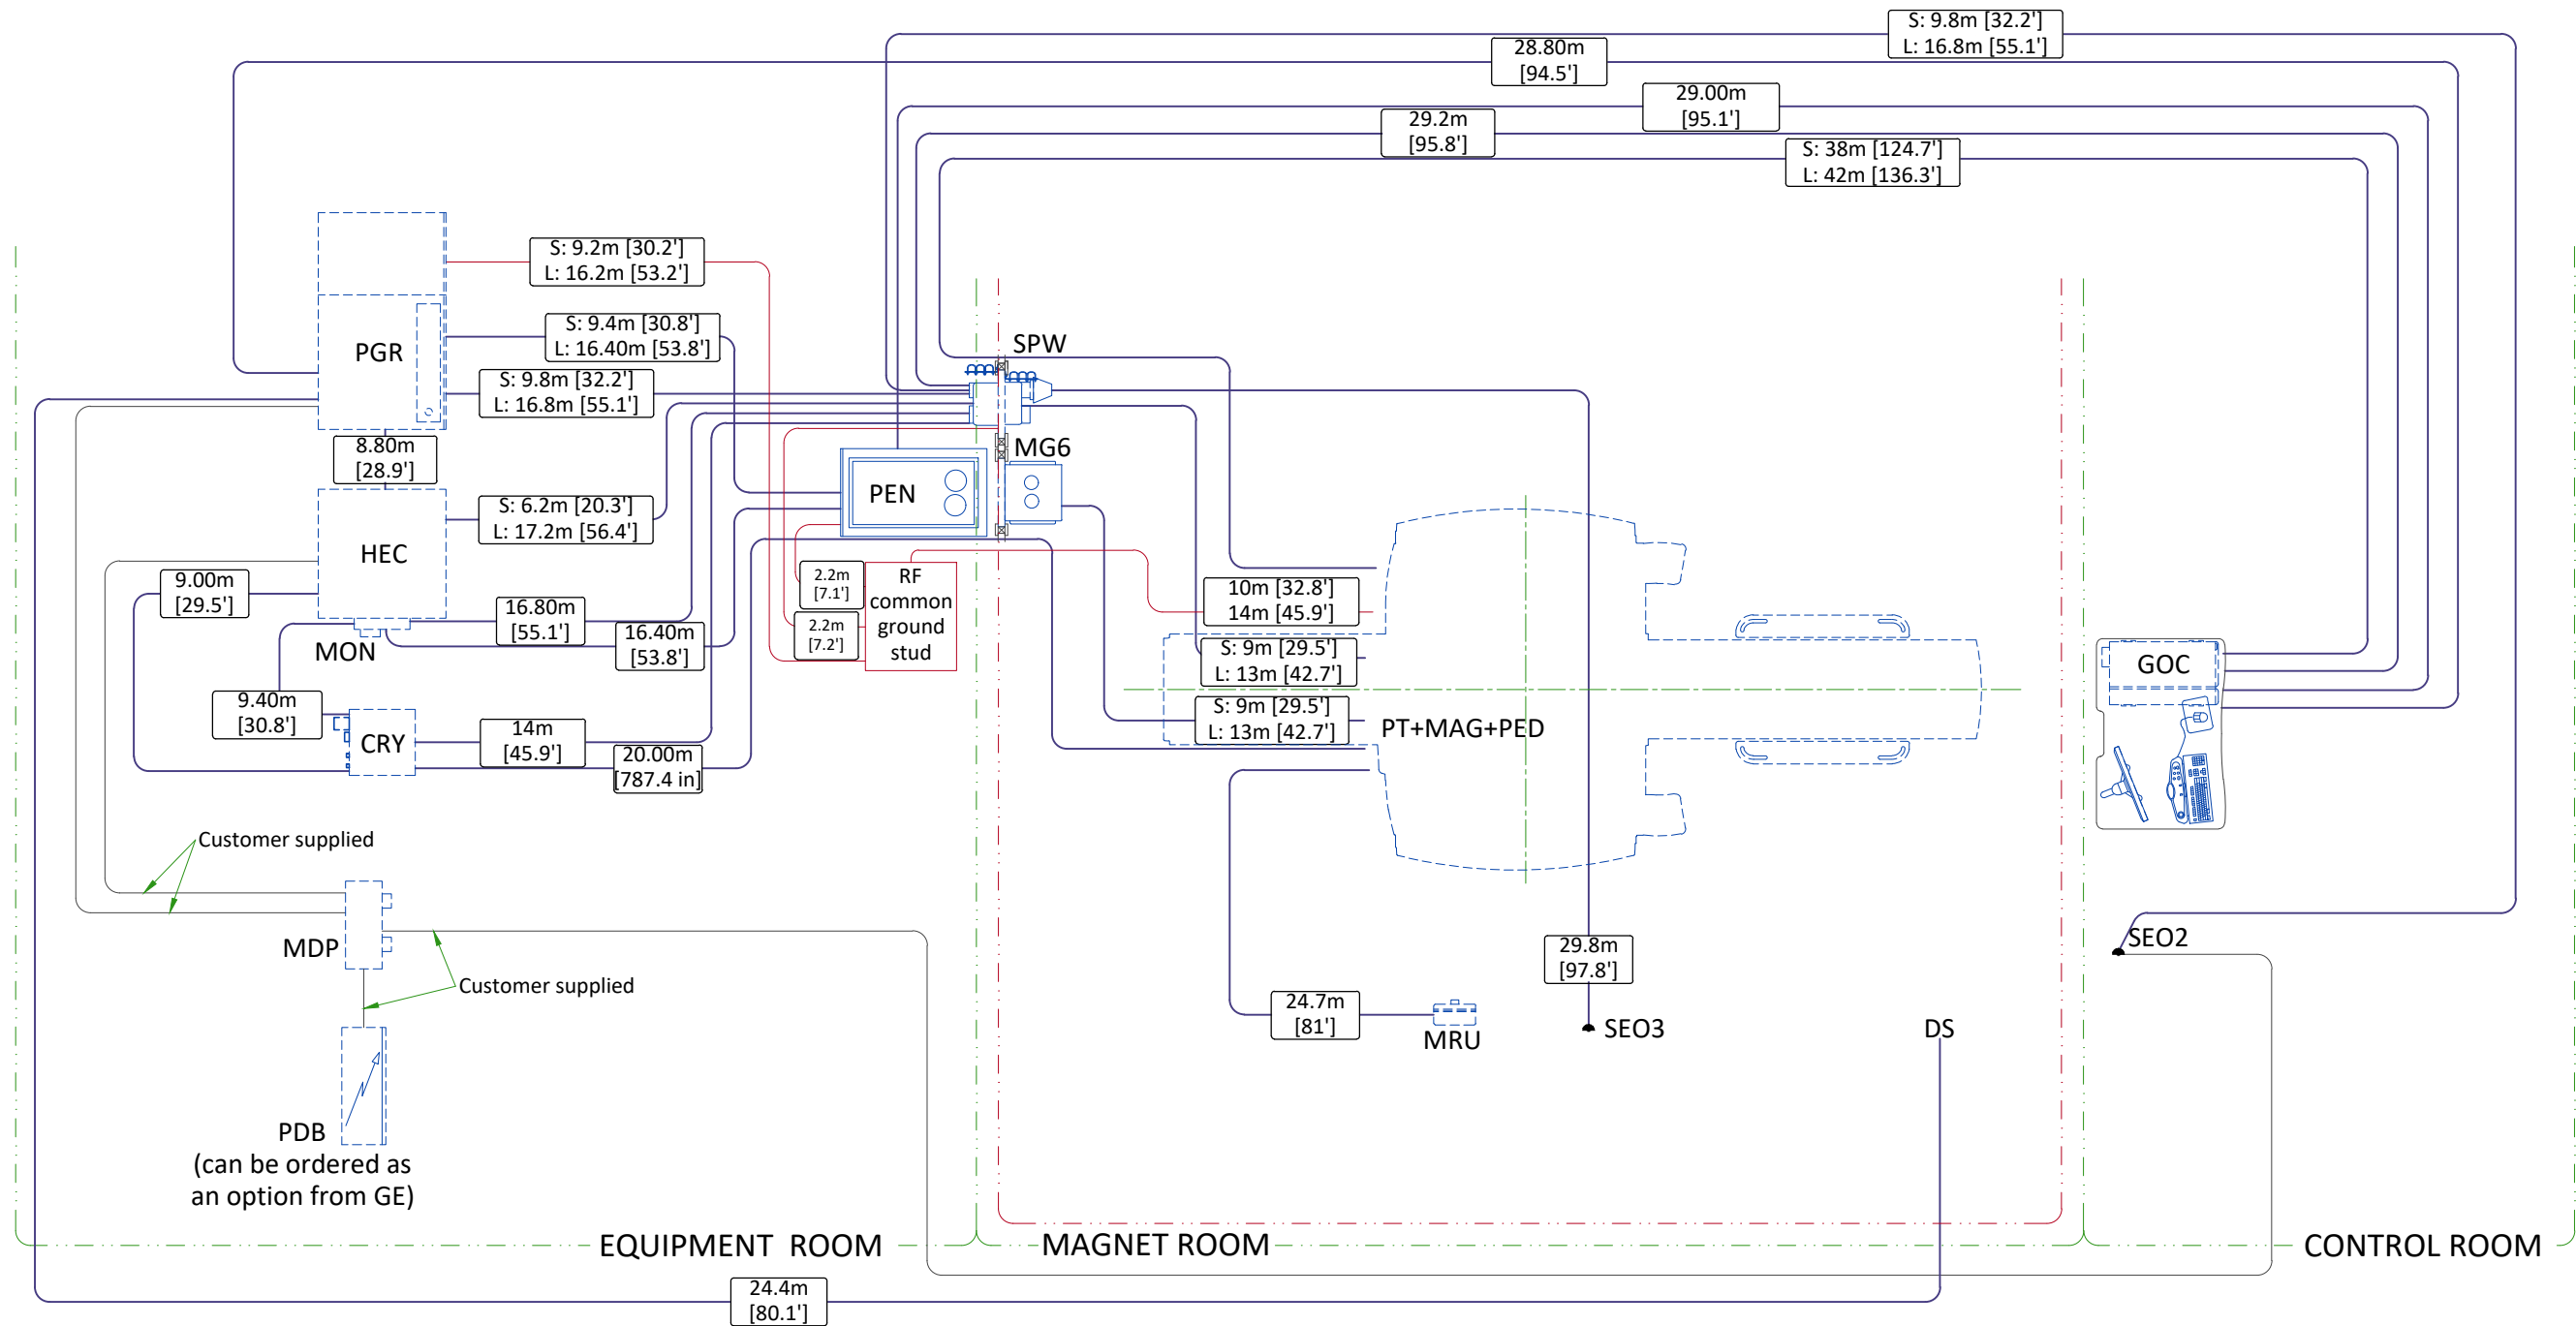 S: 9.8m [32.2']
L: 16.8m [55.1']
28.80m
[94.5']
29.00m
[95.1']
29.2m
[95.8']
S: 38m [124.7']
L: 42m [136.3']
S: 9.2m [30.2']
L: 16.2m [53.2']
S: 9.4m [30.8']
L: 16.40m [53.8']
PGR
SPW
S: 9.8m [32.2']
L: 16.8m [55.1']
8.80m
[28.9']
MG6
PEN
S: 6.2m [20.3']
L: 17.2m [56.4']
HEC
9.00m
[29.5']
2.2m
[7.1']
RF
common
ground
stud
10m [32.8']
14m [45.9']
16.80m
[55.1']
16.40m
[53.8']
2.2m
[7.2']
MON
S: 9m [29.5']
L: 13m [42.7']
GOC
9.40m
[30.8']
S: 9m [29.5']
L: 13m [42.7']
PT+MAG+PED
CRY
14m
[45.9']
20.00m
[787.4 in]
Customer supplied
MDP
Customer supplied
29.8m
[97.8']
SEO2
24.7m
[81']
MRU
SEO3
DS
PDB
(can be ordered as
an option from GE)
EQUIPMENT ROOM
MAGNET ROOM
CONTROL ROOM
24.4m
[80.1']